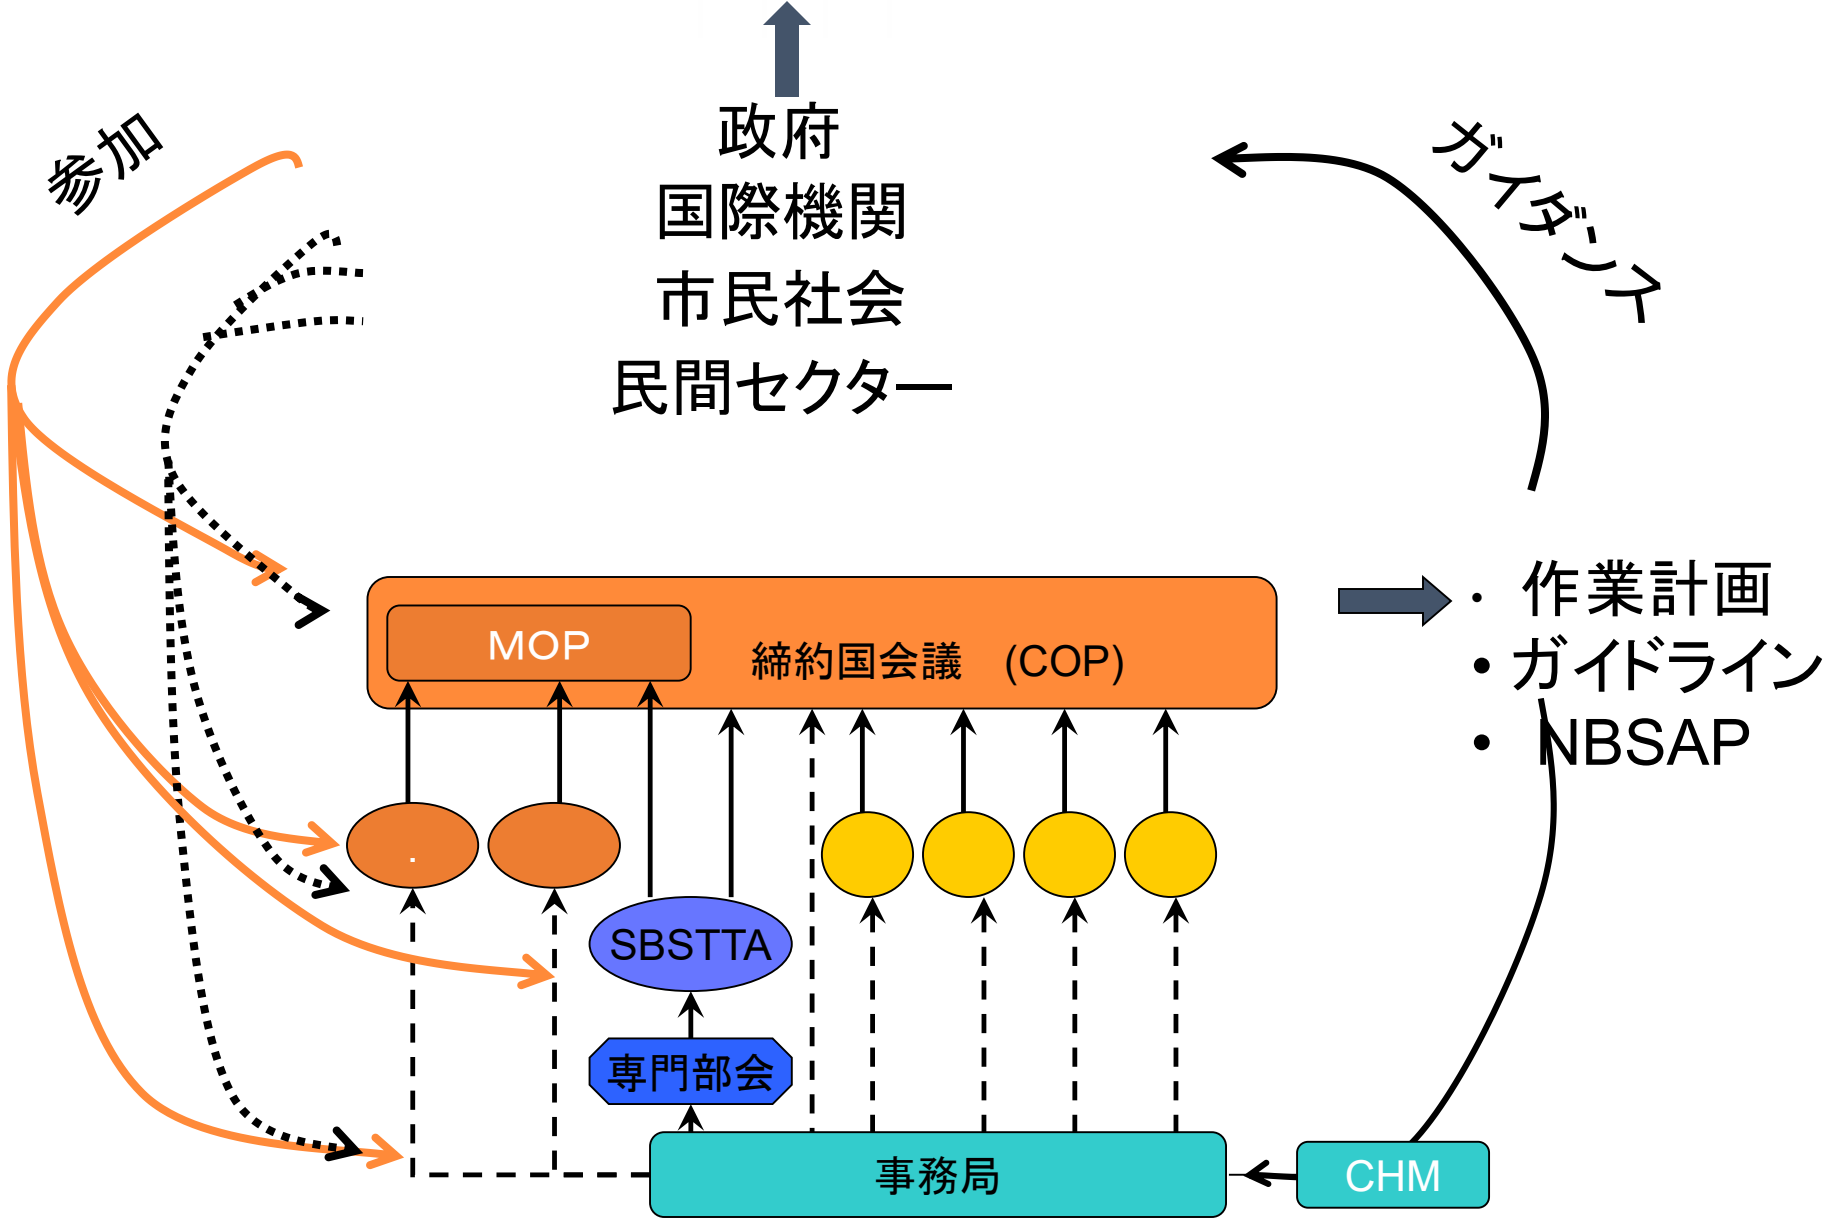 政府
参加
ガイダンス
国際機関
市民社会
民間セクター
• 作業計画
• ガイドライン
• NBSAP
MOP
締約国会議 (COP)
.
SBSTTA
専門部会
事務局
CHM